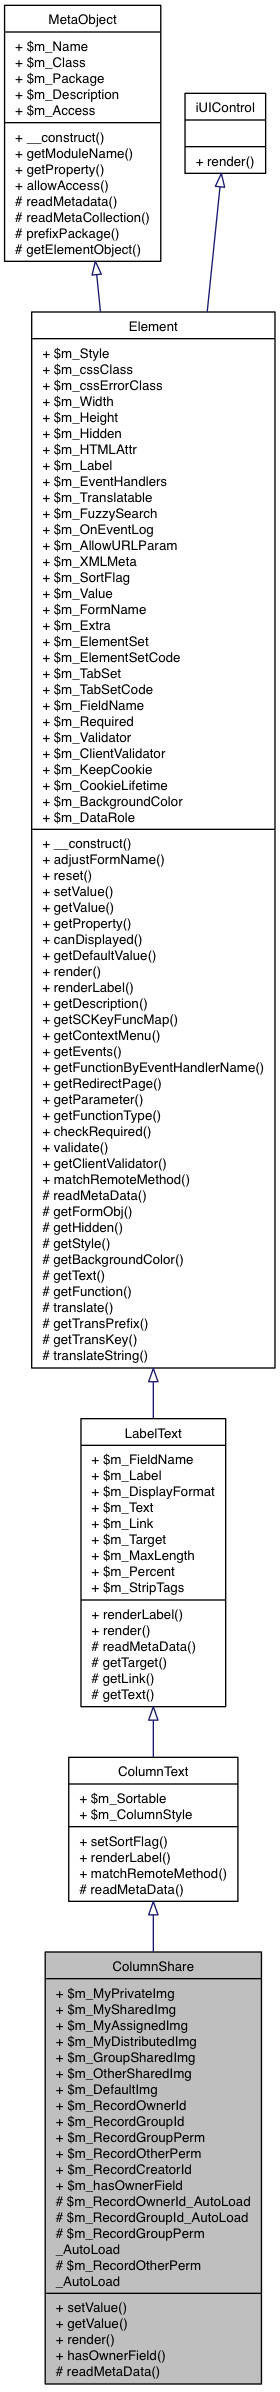 MetaObject
+ $m_Name
+ $m_Class
+ $m_Package
+ $m_Description
+ $m_Access
+ __construct()
+ getModuleName()
+ getProperty()
+ allowAccess()
# readMetadata()
# readMetaCollection()
# prefixPackage()
# getElementObject()
iUIControl
+ render()
Element
+ $m_Style
+ $m_cssClass
+ $m_cssErrorClass
+ $m_Width
+ $m_Height
+ $m_Hidden
+ $m_HTMLAttr
+ $m_Label
+ $m_EventHandlers
+ $m_Translatable
+ $m_FuzzySearch
+ $m_OnEventLog
+ $m_AllowURLParam
+ $m_XMLMeta
+ $m_SortFlag
+ $m_Value
+ $m_FormName
+ $m_Extra
+ $m_ElementSet
+ $m_ElementSetCode
+ $m_TabSet
+ $m_TabSetCode
+ $m_FieldName
+ $m_Required
+ $m_Validator
+ $m_ClientValidator
+ $m_KeepCookie
+ $m_CookieLifetime
+ $m_BackgroundColor
+ $m_DataRole
+ __construct()
+ adjustFormName()
+ reset()
+ setValue()
+ getValue()
+ getProperty()
+ canDisplayed()
+ getDefaultValue()
+ render()
+ renderLabel()
+ getDescription()
+ getSCKeyFuncMap()
+ getContextMenu()
+ getEvents()
+ getFunctionByEventHandlerName()
+ getRedirectPage()
+ getParameter()
+ getFunctionType()
+ checkRequired()
+ validate()
+ getClientValidator()
+ matchRemoteMethod()
# readMetaData()
# getFormObj()
# getHidden()
# getStyle()
# getBackgroundColor()
# getText()
# getFunction()
# translate()
# getTransPrefix()
# getTransKey()
# translateString()
LabelText
+ $m_FieldName
+ $m_Label
+ $m_DisplayFormat
+ $m_Text
+ $m_Link
+ $m_Target
+ $m_MaxLength
+ $m_Percent
+ $m_StripTags
+ renderLabel()
+ render()
# readMetaData()
# getTarget()
# getLink()
# getText()
ColumnText
+ $m_Sortable
+ $m_ColumnStyle
+ setSortFlag()
+ renderLabel()
+ matchRemoteMethod()
# readMetaData()
ColumnShare
+ $m_MyPrivateImg
+ $m_MySharedImg
+ $m_MyAssignedImg
+ $m_MyDistributedImg
+ $m_GroupSharedImg
+ $m_OtherSharedImg
+ $m_DefaultImg
+ $m_RecordOwnerId
+ $m_RecordGroupId
+ $m_RecordGroupPerm
+ $m_RecordOtherPerm
+ $m_RecordCreatorId
+ $m_hasOwnerField
# $m_RecordOwnerId_AutoLoad
# $m_RecordGroupId_AutoLoad
# $m_RecordGroupPerm
_AutoLoad
# $m_RecordOtherPerm
_AutoLoad
+ setValue()
+ getValue()
+ render()
+ hasOwnerField()
# readMetaData()